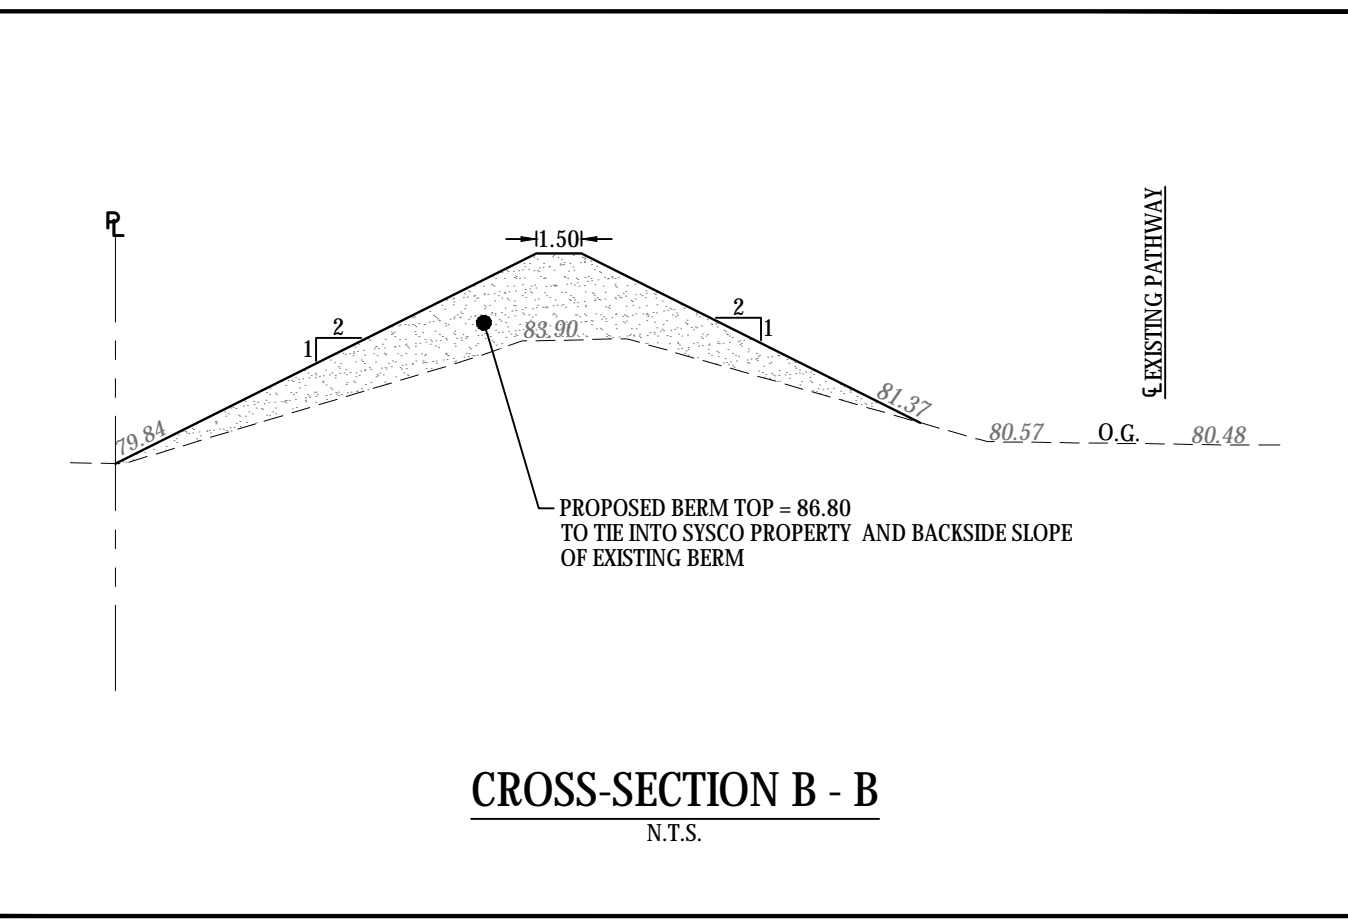 PL
1.50
EXISTING PATHWAY
2
1
2
1
83.90
81.37
79.84
80.57
O.G.
80.48
PROPOSED BERM TOP = 86.80
TO TIE INTO SYSCO PROPERTY AND BACKSIDE SLOPE
OF EXISTING BERM
CROSS-SECTION B - B
N.T.S.